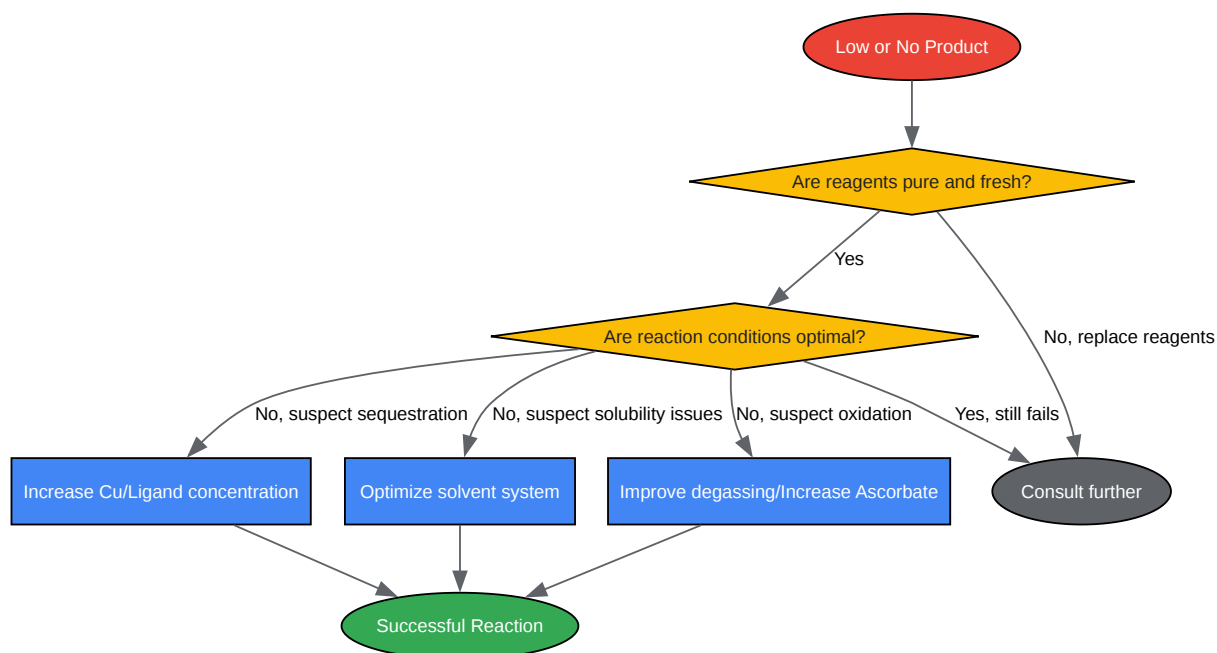 Low or No Product
Are reagents pure and fresh?
Yes
Are reaction conditions optimal?
No, replace reagents
No, suspect sequestration
No, suspect solubility issues
No, suspect oxidation
Yes, still fails
Increase Cu/Ligand concentration
Optimize solvent system
Improve degassing/Increase Ascorbate
Consult further
Successful Reaction